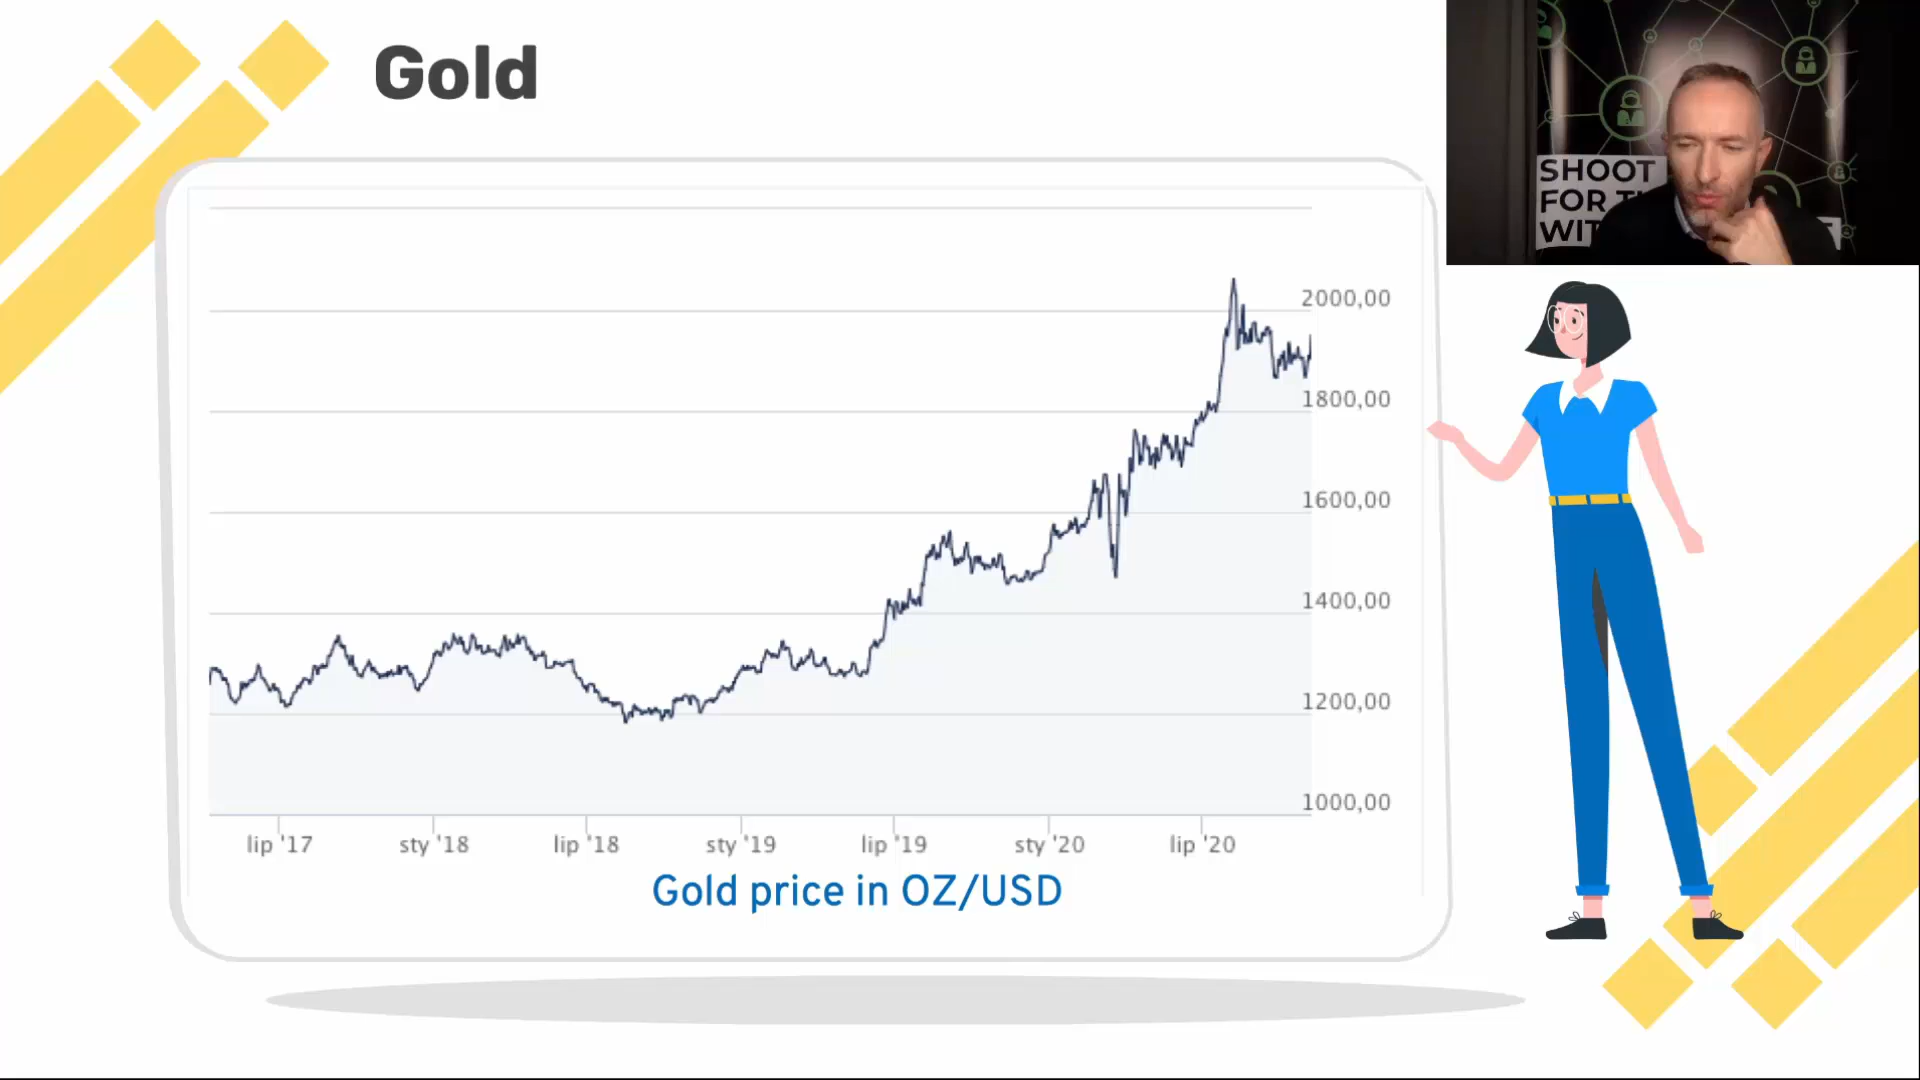 Gold
SHOOT
FOR
WIT
2000,00
1800,00
1600,00
1400,00
1200,00
1000,00
lip '17
sty '18
lip '18
sty '19
lip '19
sty '20
lip '20
Gold price in OZ/USD